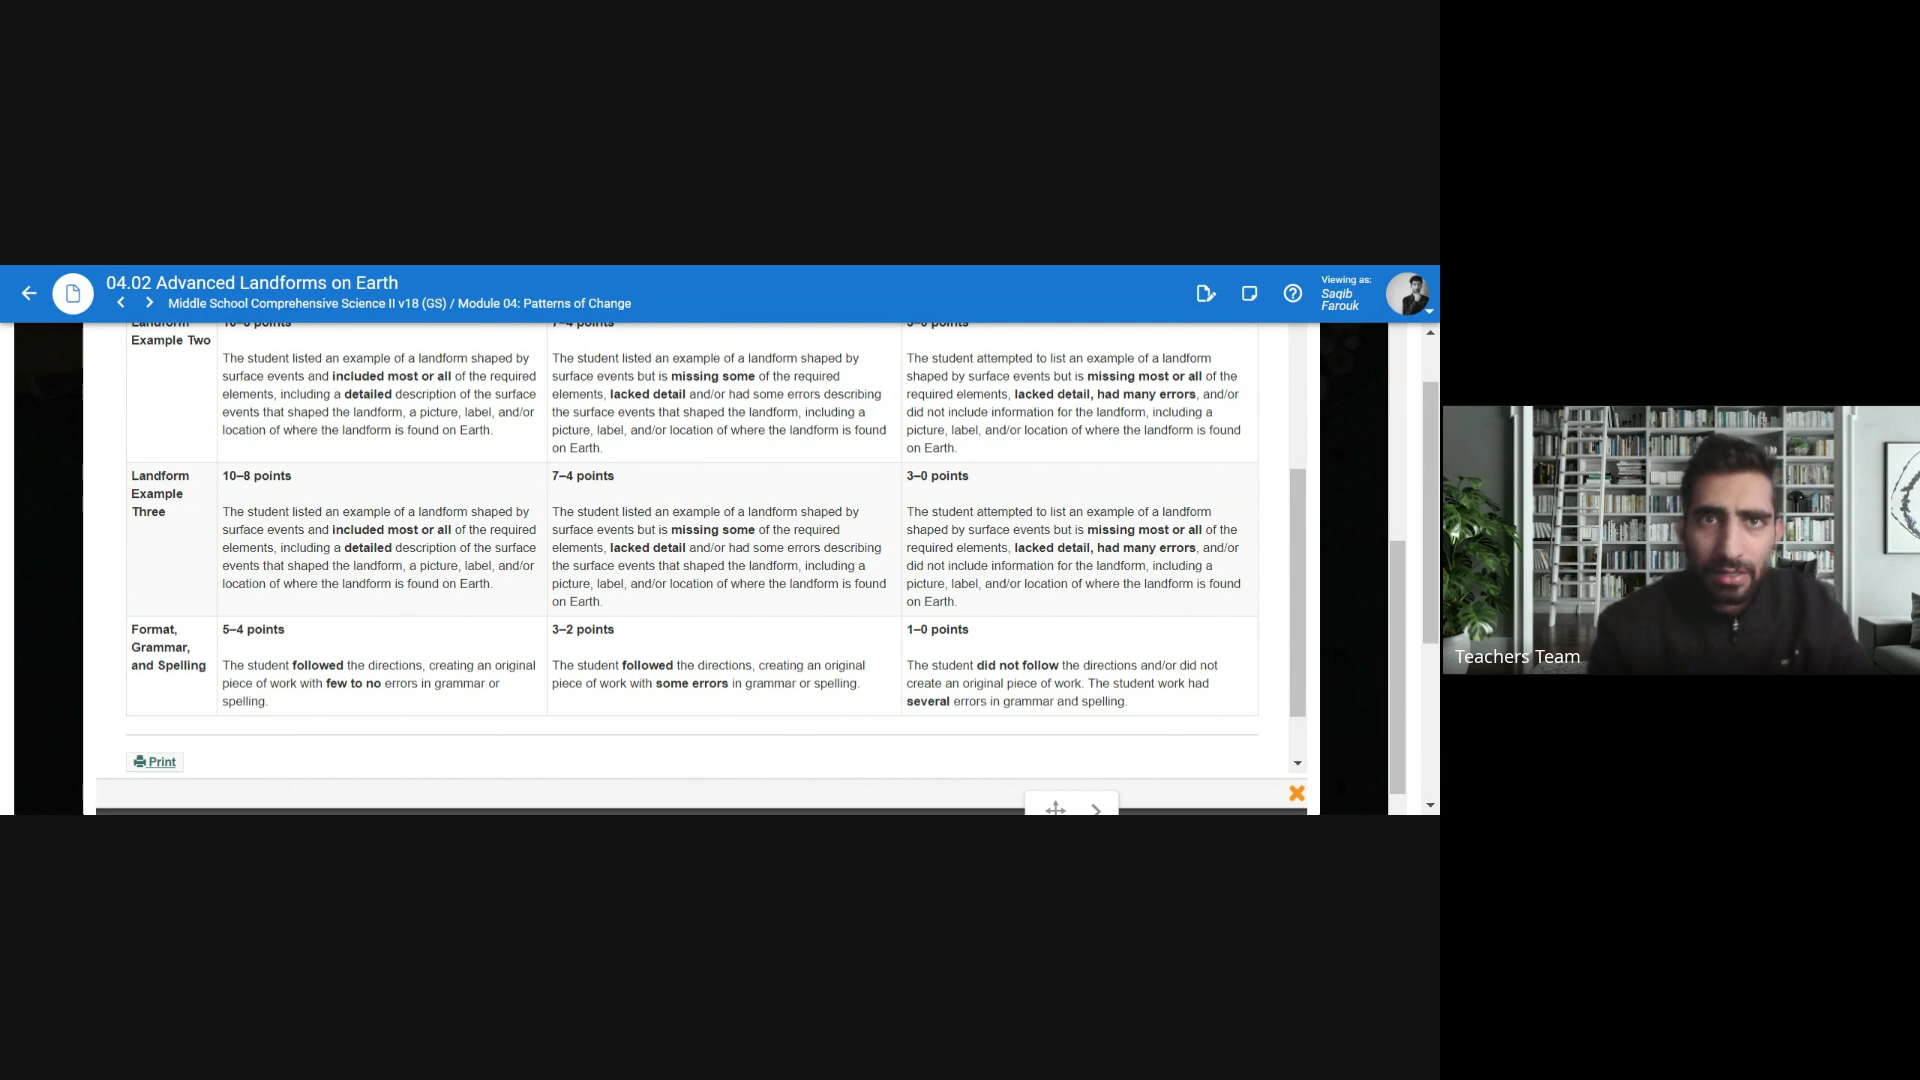 04.02 Advanced Landforms on Earth
Middle School Comprehensive Science II v18 (GS) / Module 04: Patterns of Change
Viewing as:
Saqib
Farouk
Landform
Example Two
10–8 points
The student listed an example of a landform shaped by
surface events and included most or all of the required
elements, including a detailed description of the surface
events that shaped the landform, a picture, label, and/or
location of where the landform is found on Earth.
7–4 points
The student listed an example of a landform shaped by
surface events but is missing some of the required
elements, lacked detail and/or had some errors describing
the surface events that shaped the landform, including a
picture, label, and/or location of where the landform is found
on Earth.
3–0 points
The student attempted to list an example of a landform
shaped by surface events but is missing most or all of the
required elements, lacked detail, had many errors, and/or
did not include information for the landform, including a
picture, label, and/or location of where the landform is found
on Earth.
Landform
Example
Three
10–8 points
The student listed an example of a landform shaped by
surface events and included most or all of the required
elements, including a detailed description of the surface
events that shaped the landform, a picture, label, and/or
location of where the landform is found on Earth.
7–4 points
The student listed an example of a landform shaped by
surface events but is missing some of the required
elements, lacked detail and/or had some errors describing
the surface events that shaped the landform, including a
picture, label, and/or location of where the landform is found
on Earth.
3–0 points
The student attempted to list an example of a landform
shaped by surface events but is missing most or all of the
required elements, lacked detail, had many errors, and/or
did not include information for the landform, including a
picture, label, and/or location of where the landform is found
on Earth.
Format,
Grammar,
and Spelling
5–4 points
The student followed the directions, creating an original
piece of work with few to no errors in grammar or
spelling.
3–2 points
The student followed the directions, creating an original
piece of work with some errors in grammar or spelling.
1–0 points
The student did not follow the directions and/or did not
create an original piece of work. The student work had
several errors in grammar and spelling.
Print
Teachers Team